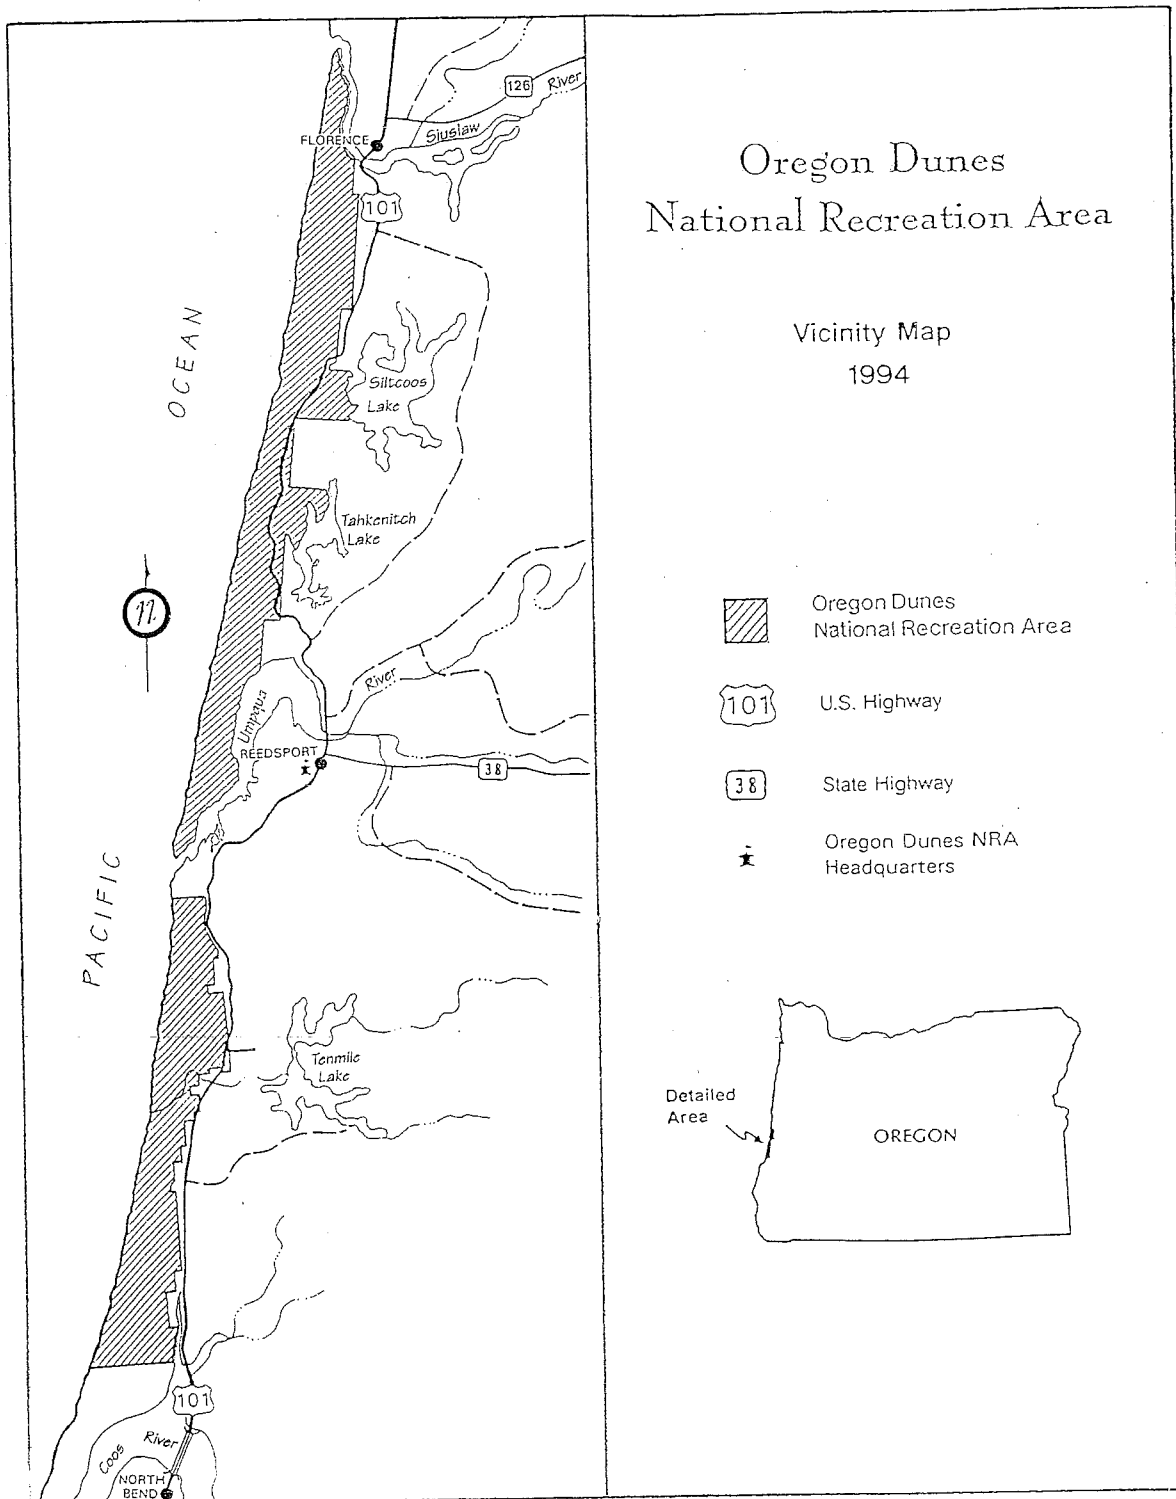 Oregon Dunes
National Recreation Area
Vicinity Map
1994
126
River
Siuslaw
FLORENCE
101
OCEAN
Siltcoos
Lake
Tahkenitch
Lake
River
Umpqua
REEDSPORT
38
PACIFIC
Tenmile
Lake
101
Coos River
NORTH
BEND
Oregon Dunes
National Recreation Area
101
U.S. Highway
38
State Highway
Oregon Dunes NRA
Headquarters
Detailed
Area
OREGON